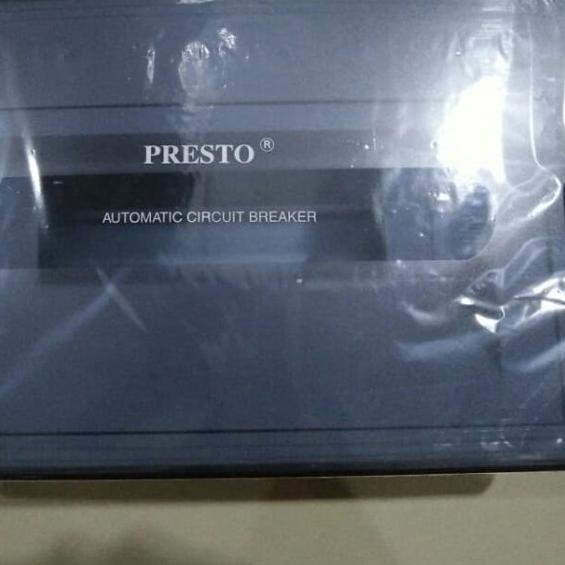 PRESTO ®
AUTOMATIC CIRCUIT BREAKER